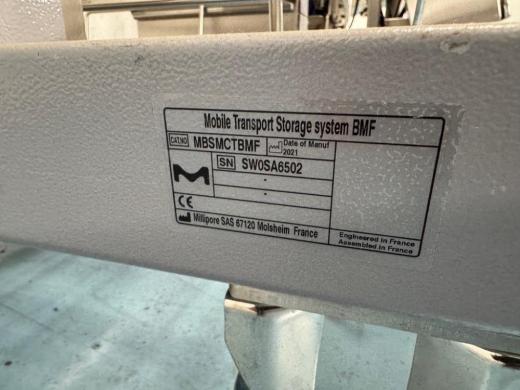 Mobile Transport Storage system BMF
CAT.NO MBSMCTBMF Date of Manuf 2021
SN SW0SA6502
CE
Millipore SAS 67120 Molsheim France
Engineered in France
Assembled in France